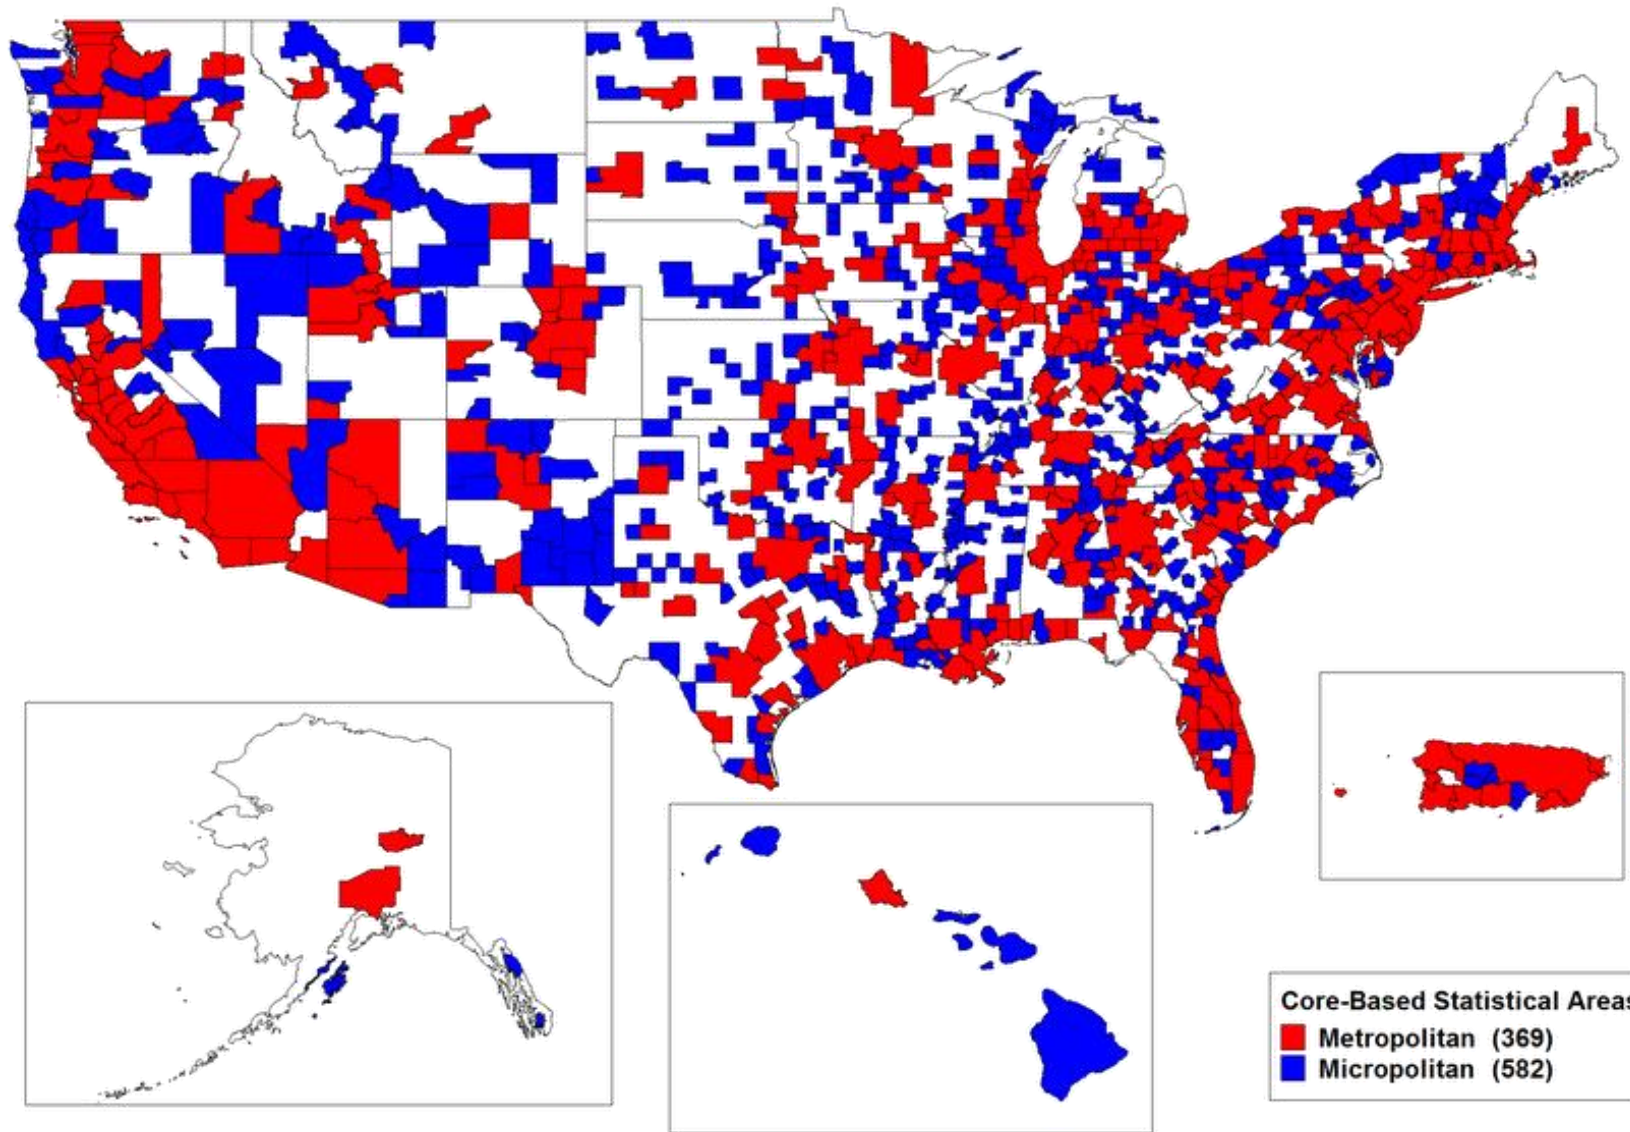 Core-Based Statistical Areas
Metropolitan (369)
Micropolitan (582)